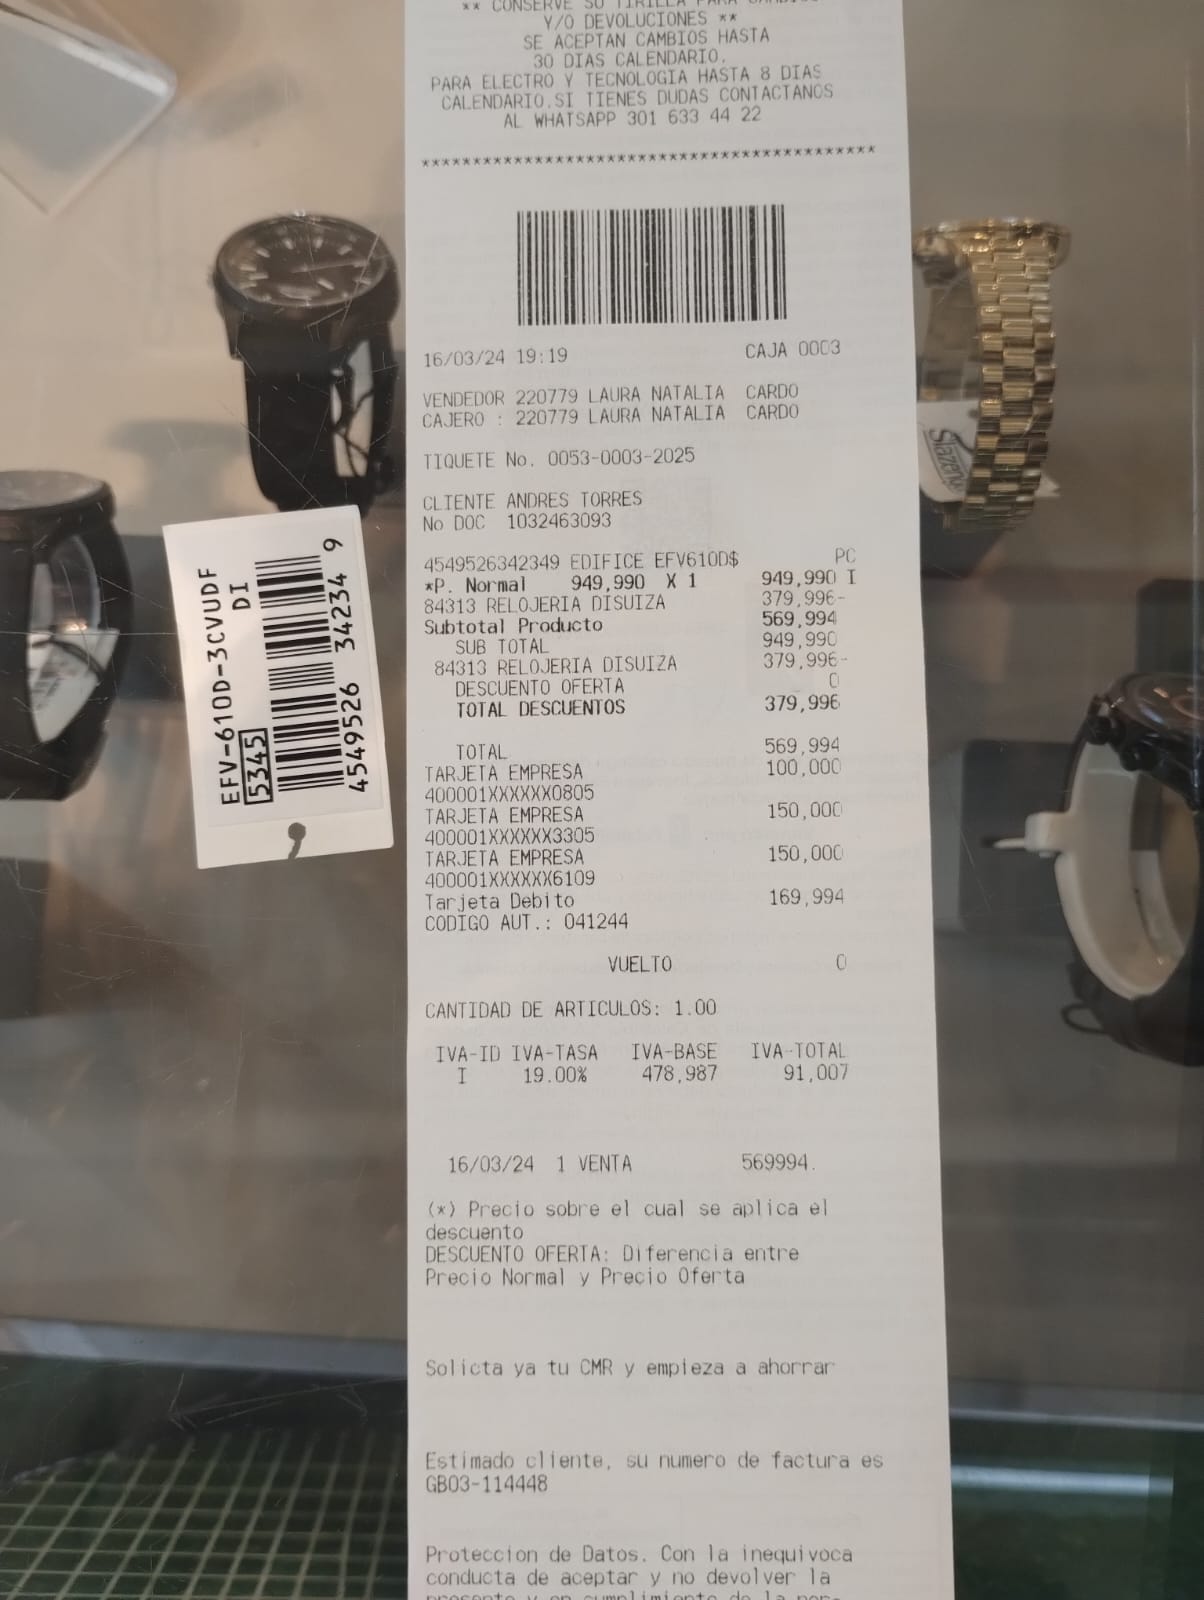 ** CONSERVE SU TIRILLA PARA CAMBIOS
Y/O DEVOLUCIONES **
SE ACEPTAN CAMBIOS HASTA
30 DIAS CALENDARIO.
PARA ELECTRO Y TECNOLOGIA HASTA 8 DIAS
CALENDARIO.SI TIENES DUDAS CONTACTANOS
AL WHATSAPP 301 633 44 22
********************************************
16/03/24 19:19 CAJA 0003
VENDEDOR 220779 LAURA NATALIA CARDO
CAJERO : 220779 LAURA NATALIA CARDO
TIQUETE No. 0053-0003-2025
CLIENTE ANDRES TORRES
No DOC 1032463093
4549526342349 EDIFICE EFV610D$ PC
*P. Normal 949,990 X 1 949,990 I
84313 RELOJERIA DISUIZA 379,996-
Subtotal Producto 569,994
SUB TOTAL 949,990
84313 RELOJERIA DISUIZA 379,996-
DESCUENTO OFERTA 0
TOTAL DESCUENTOS 379,996
TOTAL 569,994
TARJETA EMPRESA 100,000
400001XXXXXX0805
TARJETA EMPRESA 150,000
400001XXXXXX3305
TARJETA EMPRESA 150,000
400001XXXXXX6109
Tarjeta Debito 169,994
CODIGO AUT.: 041244
VUELTO 0
CANTIDAD DE ARTICULOS: 1.00
IVA-ID IVA-TASA IVA-BASE IVA-TOTAL
I 19.00% 478,987 91,007
16/03/24 1 VENTA 569994.
(*) Precio sobre el cual se aplica el
descuento
DESCUENTO OFERTA: Diferencia entre
Precio Normal y Precio Oferta
Solicta ya tu CMR y empieza a ahorrar
Estimado cliente, su numero de factura es
GB03-114448
Proteccion de Datos. Con la inequivoca
conducta de aceptar y no devolver la
EFV-610D-3CVUDF
DI
5345
4549526 34234 9
Slazenger